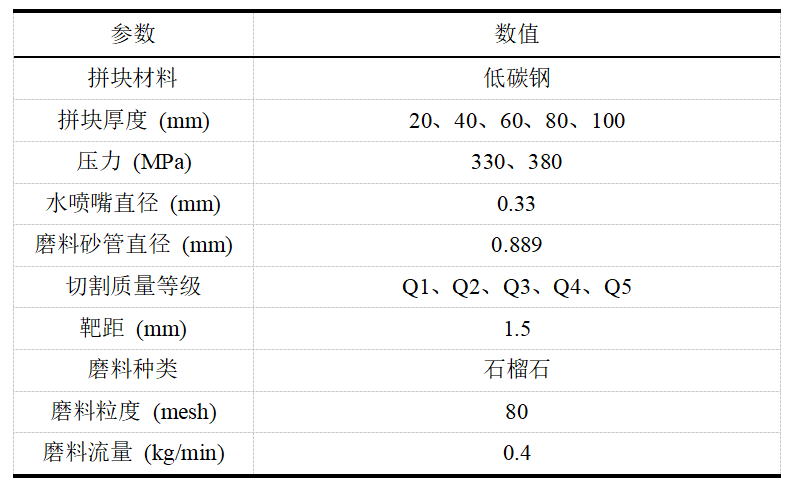 参数 数值
拼块材料 低碳钢
拼块厚度 (mm) 20、40、60、80、100
压力 (MPa) 330、380
水喷嘴直径 (mm) 0.33
磨料砂管直径 (mm) 0.889
切割质量等级 Q1、Q2、Q3、Q4、Q5
靶距 (mm) 1.5
磨料种类 石榴石
磨料粒度 (mesh) 80
磨料流量 (kg/min) 0.4